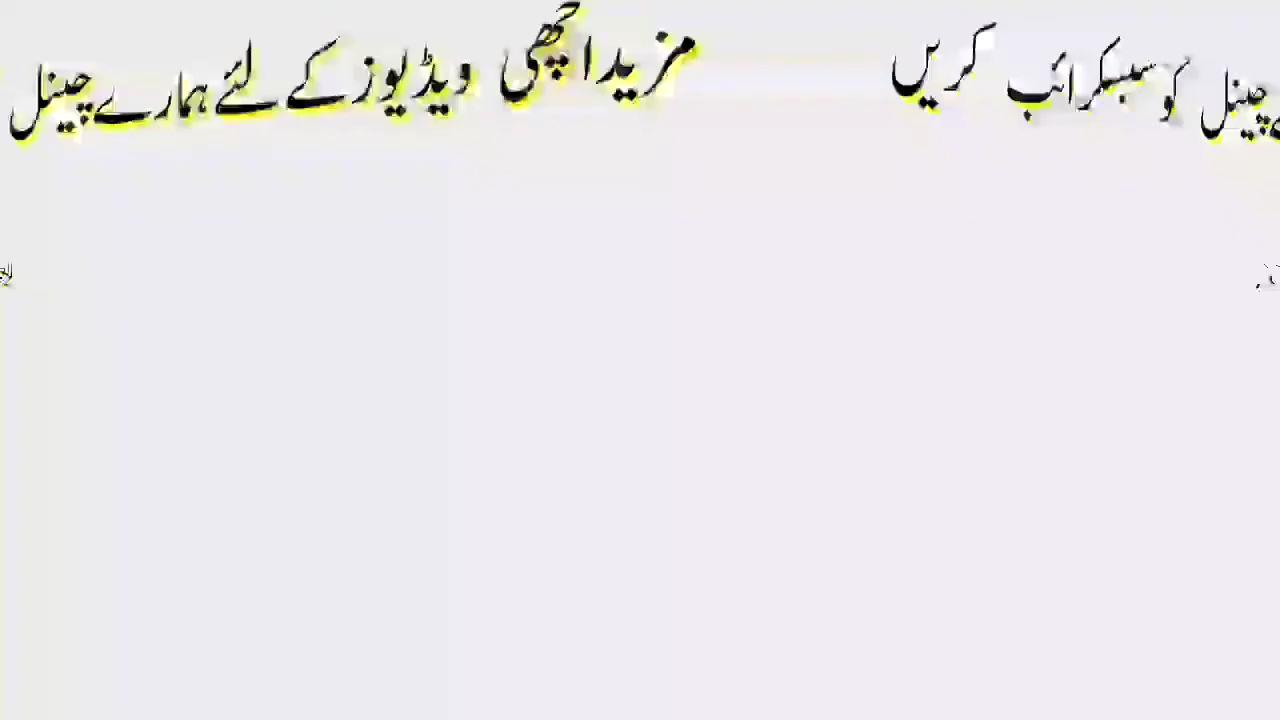 مزید اچھی ویڈیوز کے لئے ہمارے چینل
چینل کو سبسکرائب کریں